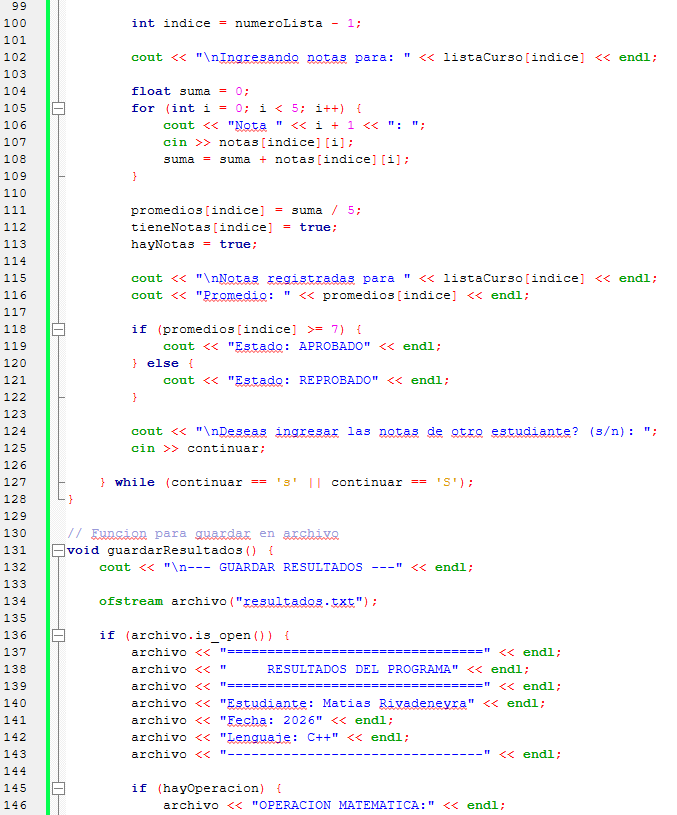 99
100         int indice = numeroLista - 1;
101
102         cout << "\nIngresando notas para: " << listaCurso[indice] << endl;
103
104         float suma = 0;
105         for (int i = 0; i < 5; i++) {
106             cout << "Nota " << i + 1 << ": ";
107             cin >> notas[indice][i];
108             suma = suma + notas[indice][i];
109         }
110
111         promedios[indice] = suma / 5;
112         tieneNotas[indice] = true;
113         hayNotas = true;
114
115         cout << "\nNotas registradas para " << listaCurso[indice] << endl;
116         cout << "Promedio: " << promedios[indice] << endl;
117
118         if (promedios[indice] >= 7) {
119             cout << "Estado: APROBADO" << endl;
120         } else {
121             cout << "Estado: REPROBADO" << endl;
122         }
123
124         cout << "\nDeseas ingresar las notas de otro estudiante? (s/n): ";
125         cin >> continuar;
126
127     } while (continuar == 's' || continuar == 'S');
128 }
129
130 // Funcion para guardar en archivo
131 void guardarResultados() {
132     cout << "\n--- GUARDAR RESULTADOS ---" << endl;
133
134     ofstream archivo("resultados.txt");
135
136     if (archivo.is_open()) {
137         archivo << "================================" << endl;
138         archivo << "     RESULTADOS DEL PROGRAMA" << endl;
139         archivo << "================================" << endl;
140         archivo << "Estudiante: Matias Rivadeneyra" << endl;
141         archivo << "Fecha: 2026" << endl;
142         archivo << "Lenguaje: C++" << endl;
143         archivo << "--------------------------------" << endl;
144
145         if (hayOperacion) {
146             archivo << "OPERACION MATEMATICA:" << endl;